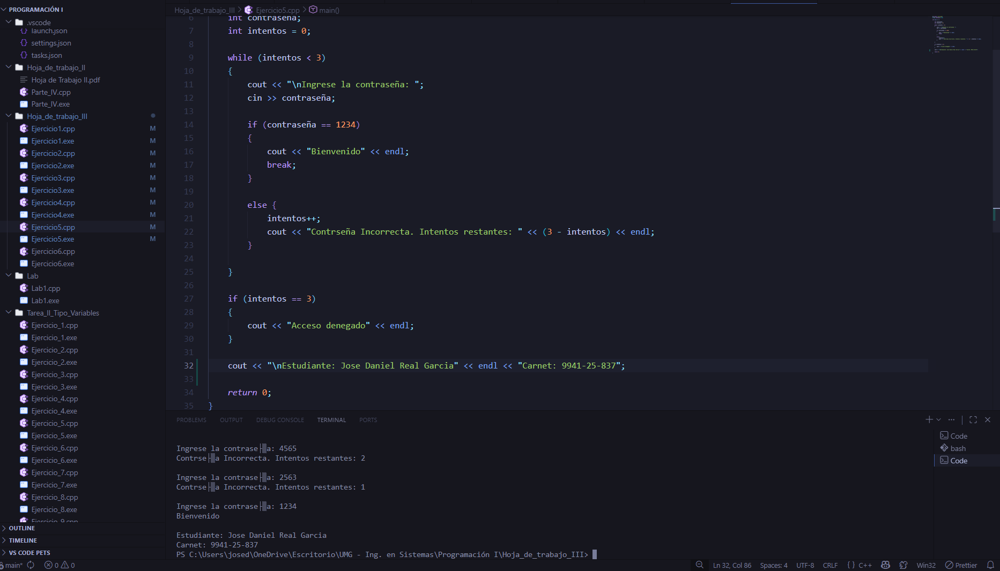 PROGRAMACIÓN I
.vscode
launch.json
settings.json
tasks.json
Hoja_de_trabajo_II
Hoja de Trabajo II.pdf
Parte_IV.cpp
Parte_IV.exe
Hoja_de_trabajo_III
Ejercicio1.cpp M
Ejercicio1.exe M
Ejercicio2.cpp M
Ejercicio2.exe M
Ejercicio3.cpp M
Ejercicio3.exe M
Ejercicio4.cpp M
Ejercicio4.exe M
Ejercicio5.cpp M
Ejercicio5.exe M
Ejercicio6.cpp
Ejercicio6.exe
Lab
Lab1.cpp
Lab1.exe
Tarea_II_Tipo_Variables
Ejercicio_1.cpp
Ejercicio_1.exe
Ejercicio_2.cpp
Ejercicio_2.exe
Ejercicio_3.cpp
Ejercicio_3.exe
Ejercicio_4.cpp
Ejercicio_4.exe
Ejercicio_5.cpp
Ejercicio_5.exe
Ejercicio_6.cpp
Ejercicio_6.exe
Ejercicio_7.cpp
Ejercicio_7.exe
Ejercicio_8.cpp
Ejercicio_8.exe
Ejercicio_9.cpp
OUTLINE
TIMELINE
VS CODE PETS
Hoja_de_trabajo_III > Ejercicio5.cpp > main()
6 int contraseña;
7 int intentos = 0;
8
9 while (intentos < 3)
10 {
11 cout << "\nIngrese la contraseña: ";
12 cin >> contraseña;
13
14 if (contraseña == 1234)
15 {
16 cout << "Bienvenido" << endl;
17 break;
18 }
19
20 else {
21 intentos++;
22 cout << "Contrseña Incorrecta. Intentos restantes: " << (3 - intentos) << endl;
23 }
24
25 }
26
27 if (intentos == 3)
28 {
29 cout << "Acceso denegado" << endl;
30 }
31
32 cout << "\nEstudiante: Jose Daniel Real Garcia" << endl << "Carnet: 9941-25-837";
33
34 return 0;
35 }
PROBLEMS OUTPUT DEBUG CONSOLE TERMINAL PORTS
Ingrese la contrase├▒a: 4565
Contrse├▒a Incorrecta. Intentos restantes: 2
Ingrese la contrase├▒a: 2563
Contrse├▒a Incorrecta. Intentos restantes: 1
Ingrese la contrase├▒a: 1234
Bienvenido
Estudiante: Jose Daniel Real Garcia
Carnet: 9941-25-837
PS C:\Users\josed\OneDrive\Escritorio\UMG - Ing. en Sistemas\Programación I\Hoja_de_trabajo_III>
Code
bash
Code
main* 0 0 Ln 32, Col 86 Spaces: 4 UTF-8 CRLF {} C++ Win32 Prettier